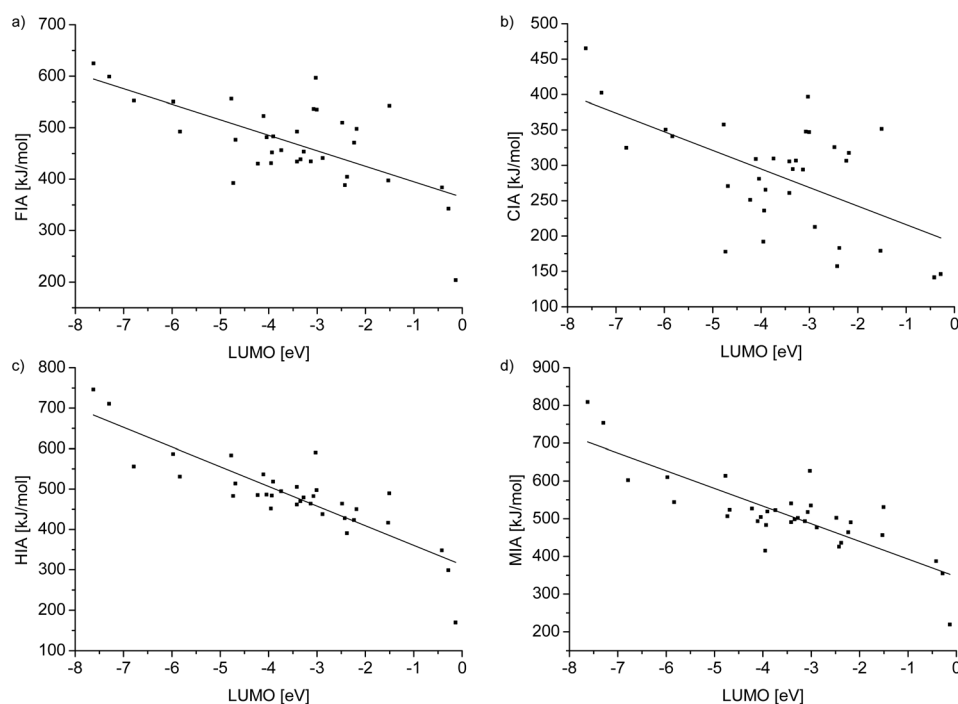 a)
700
600
500
400
300
200
FIA [kJ/mol]
-8 -7 -6 -5 -4 -3 -2 -1 0
LUMO [eV]
b)
500
450
400
350
300
250
200
150
100
CIA [kJ/mol]
-8 -7 -6 -5 -4 -3 -2 -1 0
LUMO [eV]
c)
800
700
600
500
400
300
200
100
HIA [kJ/mol]
-8 -7 -6 -5 -4 -3 -2 -1 0
LUMO [eV]
d)
900
800
700
600
500
400
300
200
MIA [kJ/mol]
-8 -7 -6 -5 -4 -3 -2 -1 0
LUMO [eV]